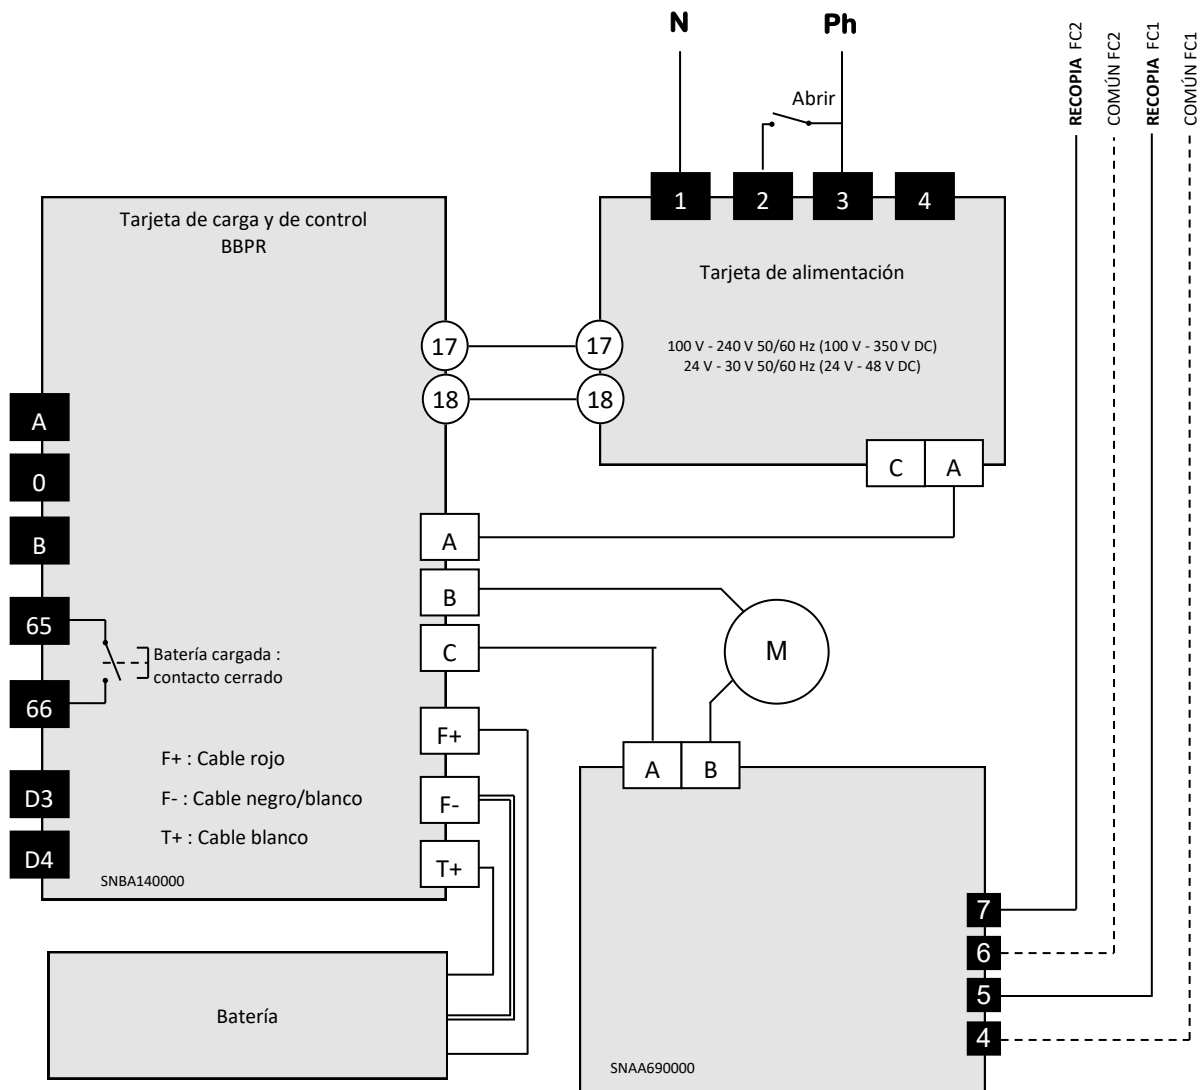 N
Ph
RECOPIA FC2
COMÚN FC2
RECOPIA FC1
COMÚN FC1
Abrir
1
2
3
4
Tarjeta de carga y de control
BBPR
Tarjeta de alimentación
100 V - 240 V 50/60 Hz (100 V - 350 V DC)
24 V - 30 V 50/60 Hz (24 V - 48 V DC)
17
17
18
18
C
A
A
0
B
65
66
D3
D4
A
B
C
Batería cargada :
contacto cerrado
F+ : Cable rojo
F- : Cable negro/blanco
T+ : Cable blanco
F+
F-
T+
SNBA140000
M
A
B
7
6
5
4
Batería
SNAA690000